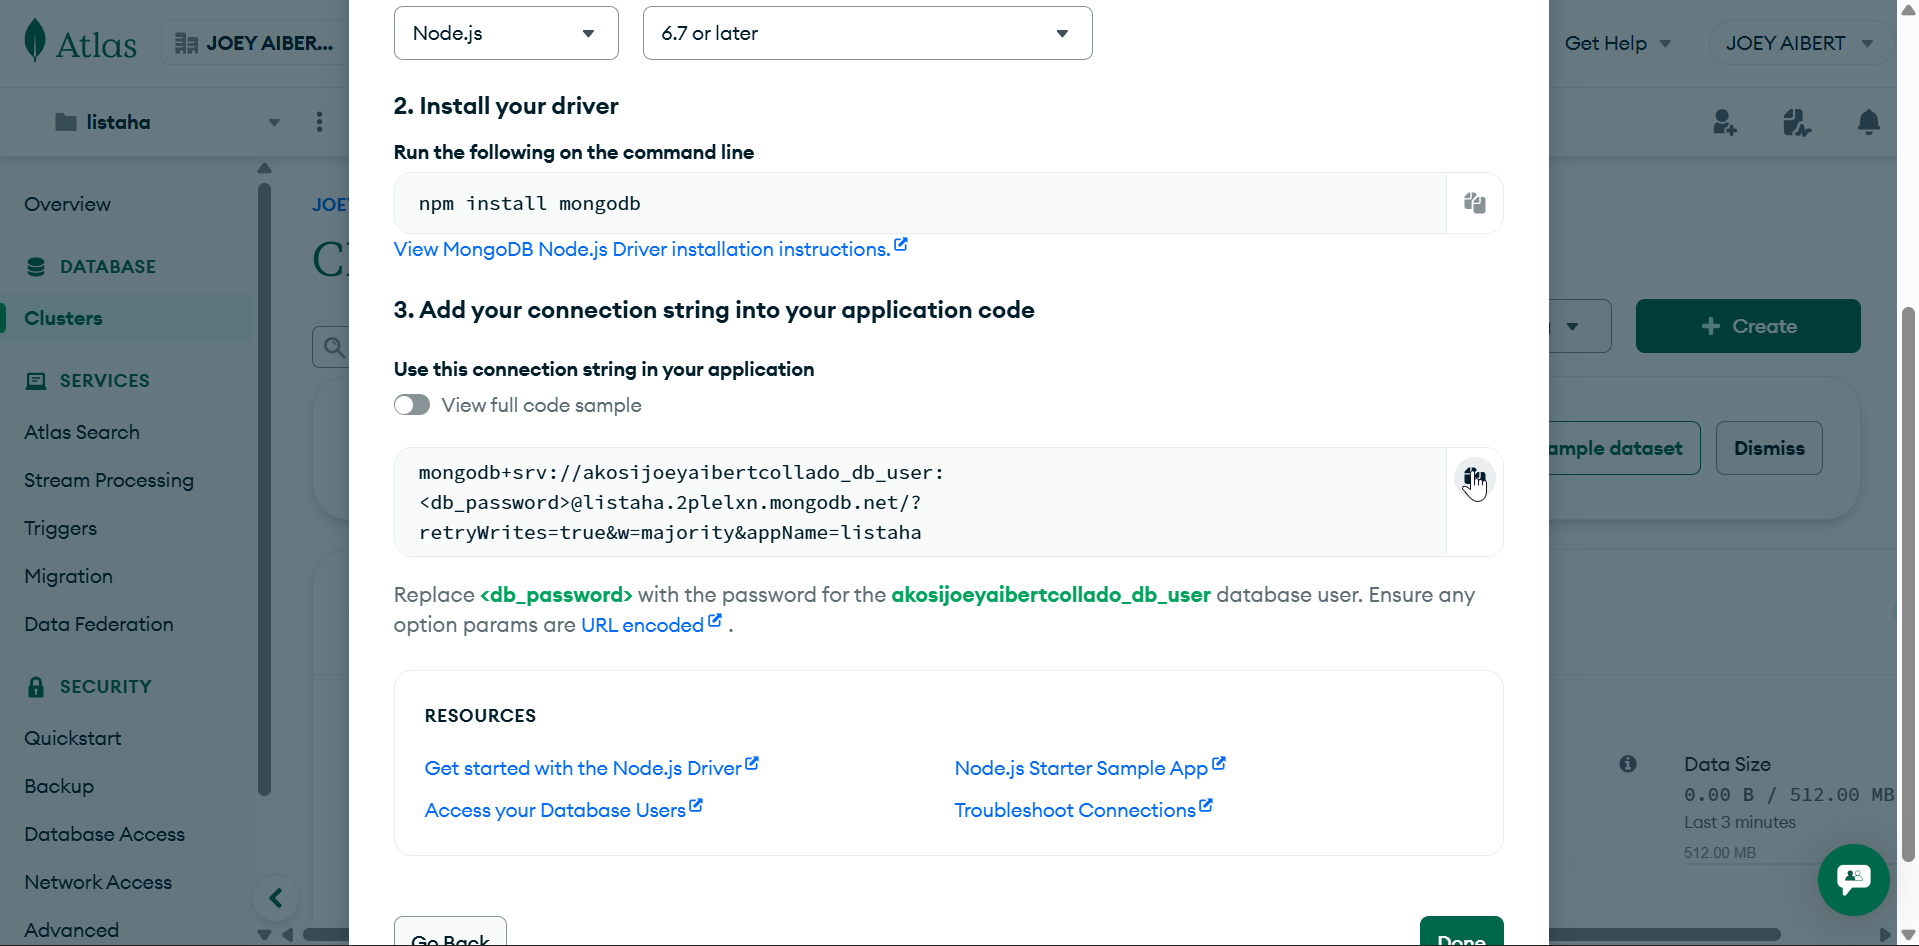 Atlas
JOEY AIBER...
Get Help
JOEY AIBERT
listaha
Overview
DATABASE
Clusters
SERVICES
Atlas Search
Stream Processing
Triggers
Migration
Data Federation
SECURITY
Quickstart
Backup
Database Access
Network Access
Advanced
Node.js
6.7 or later
2. Install your driver
Run the following on the command line
npm install mongodb
View MongoDB Node.js Driver installation instructions.
3. Add your connection string into your application code
Use this connection string in your application
View full code sample
mongodb+srv://akosijoeyaibertcollado_db_user:
<db_password>@listaha.2plelxn.mongodb.net/?
retryWrites=true&w=majority&appName=listaha
Replace <db_password> with the password for the akosijoeyaibertcollado_db_user database user. Ensure any
option params are URL encoded .
RESOURCES
Get started with the Node.js Driver
Node.js Starter Sample App
Access your Database Users
Troubleshoot Connections
Go Back
Done
+ Create
ample dataset
Dismiss
Data Size
0.00 B / 512.00 MB
Last 3 minutes
512.00 MB